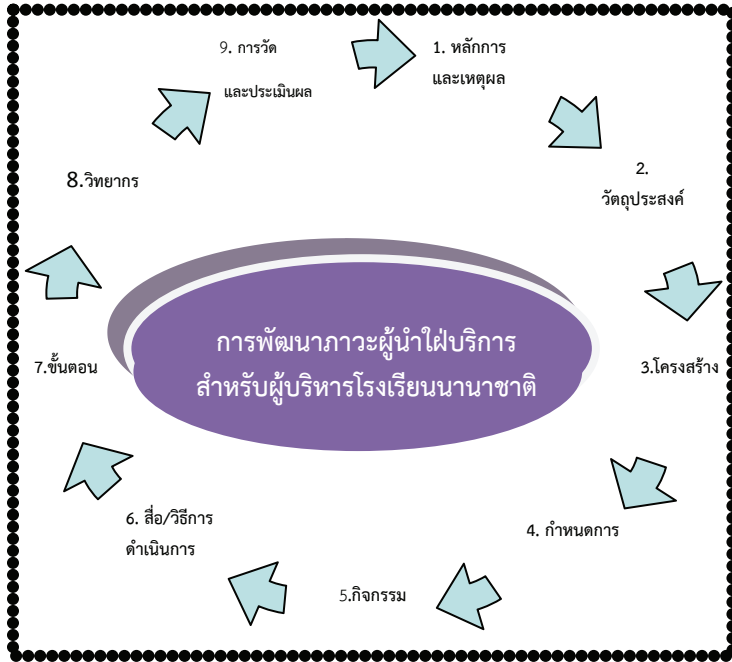 9. การวัด
และประเมินผล
1. หลักการ
และเหตุผล
2.
วัตถุประสงค์
3.โครงสร้าง
4. กำหนดการ
5.กิจกรรม
6. สื่อ/วิธีการ
ดำเนินการ
7.ขั้นตอน
8.วิทยากร
การพัฒนาภาวะผู้นำใฝ่บริการ
สำหรับผู้บริหารโรงเรียนนานาชาติ